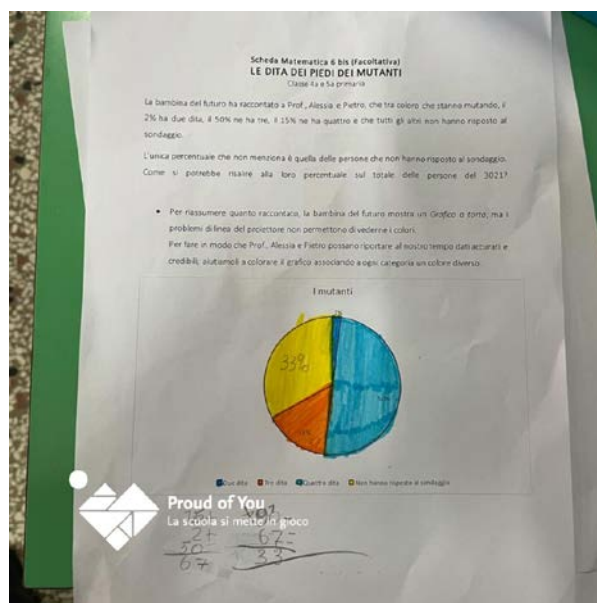 Scheda Matematica 6 bis (Facoltativa)
LE DITA DEI PIEDI DEI MUTANTI
Classe 4a e 5a primaria
La bambina del futuro ha raccontato a Prof, Alessia e Pietro, che tra coloro che stanno mutando, il
2% ha due dita, il 50% ne ha tre, il 15% ne ha quattro e che tutti gli altri non hanno risposto al
sondaggio.
L'unica percentuale che non menziona è quella delle persone che non hanno risposto al sondaggio.
Come si potrebbe risalire alla loro percentuale sul totale delle persone del 3021?
• Per riassumere quanto raccontato, la bambina del futuro mostra un Grafico a torta, ma i
problemi di linea del proiettore non permettono di vederne i colori.
Per fare in modo che Prof, Alessia e Pietro possano riportare al nostro tempo dati accurati e
credibili, aiutiamoli a colorare il grafico associando a ogni categoria un colore diverso.
I mutanti
33%
Due dita Tre dita Quattro dita Non hanno risposto al sondaggio
Proud of You
La scuola si mette in gioco
15+
2+ 67=
50 33
67